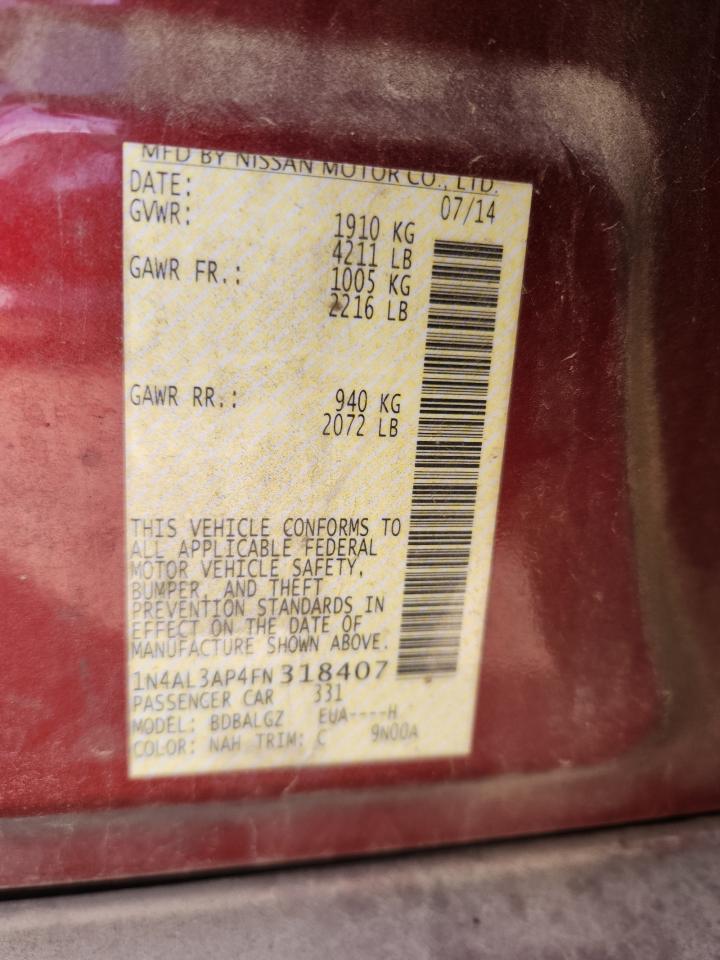 MFD BY NISSAN MOTOR CO., LTD.
DATE: 07/14
GVWR: 1910 KG
4211 LB
GAWR FR.: 1005 KG
2216 LB
GAWR RR.: 940 KG
2072 LB
THIS VEHICLE CONFORMS TO
ALL APPLICABLE FEDERAL
MOTOR VEHICLE SAFETY,
BUMPER, AND THEFT
PREVENTION STANDARDS IN
EFFECT ON THE DATE OF
MANUFACTURE SHOWN ABOVE.
1N4AL3AP4FN318407
PASSENGER CAR 331
MODEL: BDBALGZ EUA----H
COLOR: NAH TRIM: C 9N00A